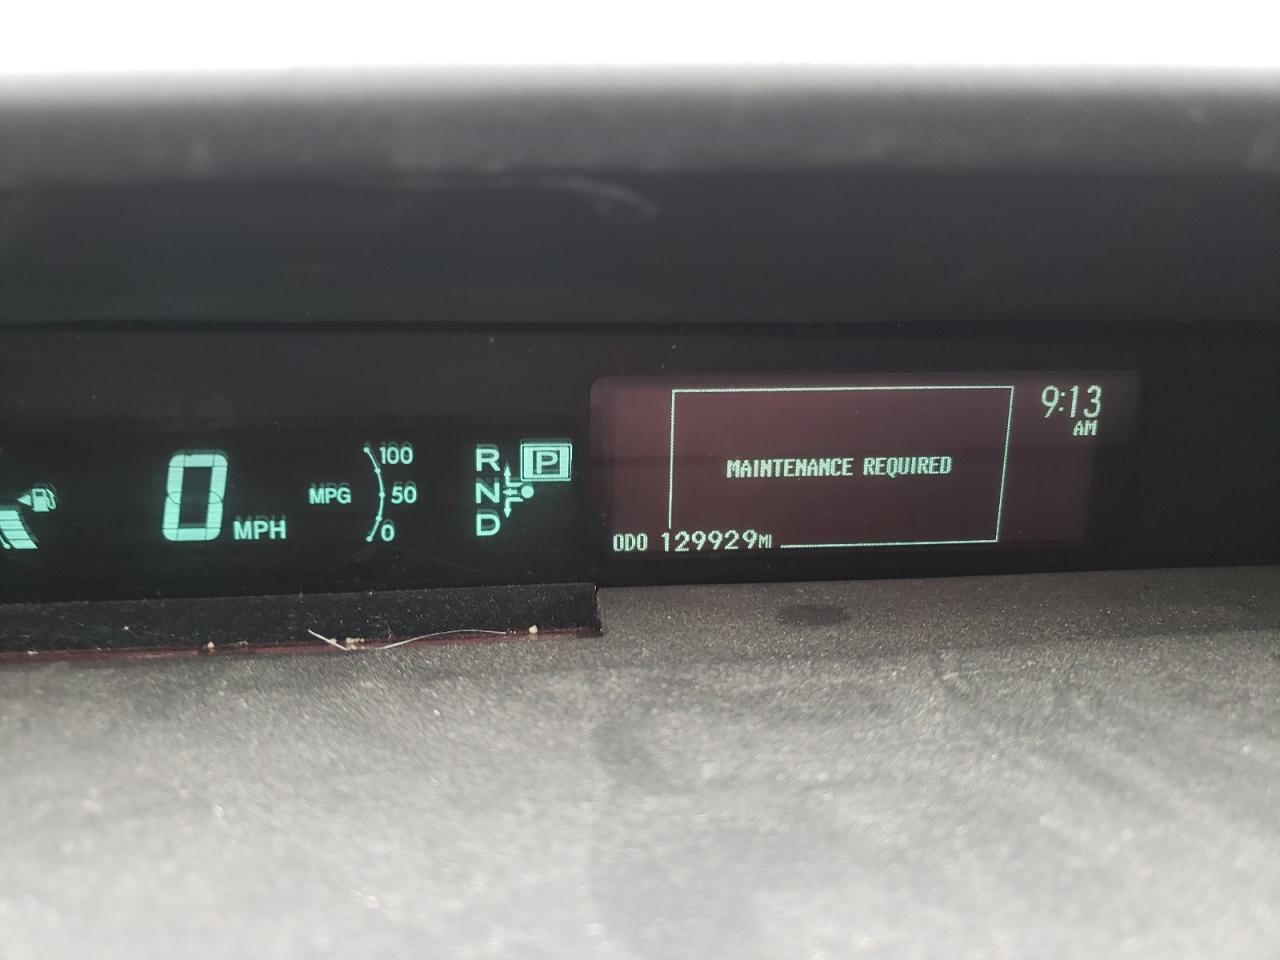 0 MPH
MPG
100
50
0
R
P
N
D
9:13
AM
MAINTENANCE REQUIRED
ODO 129929MI